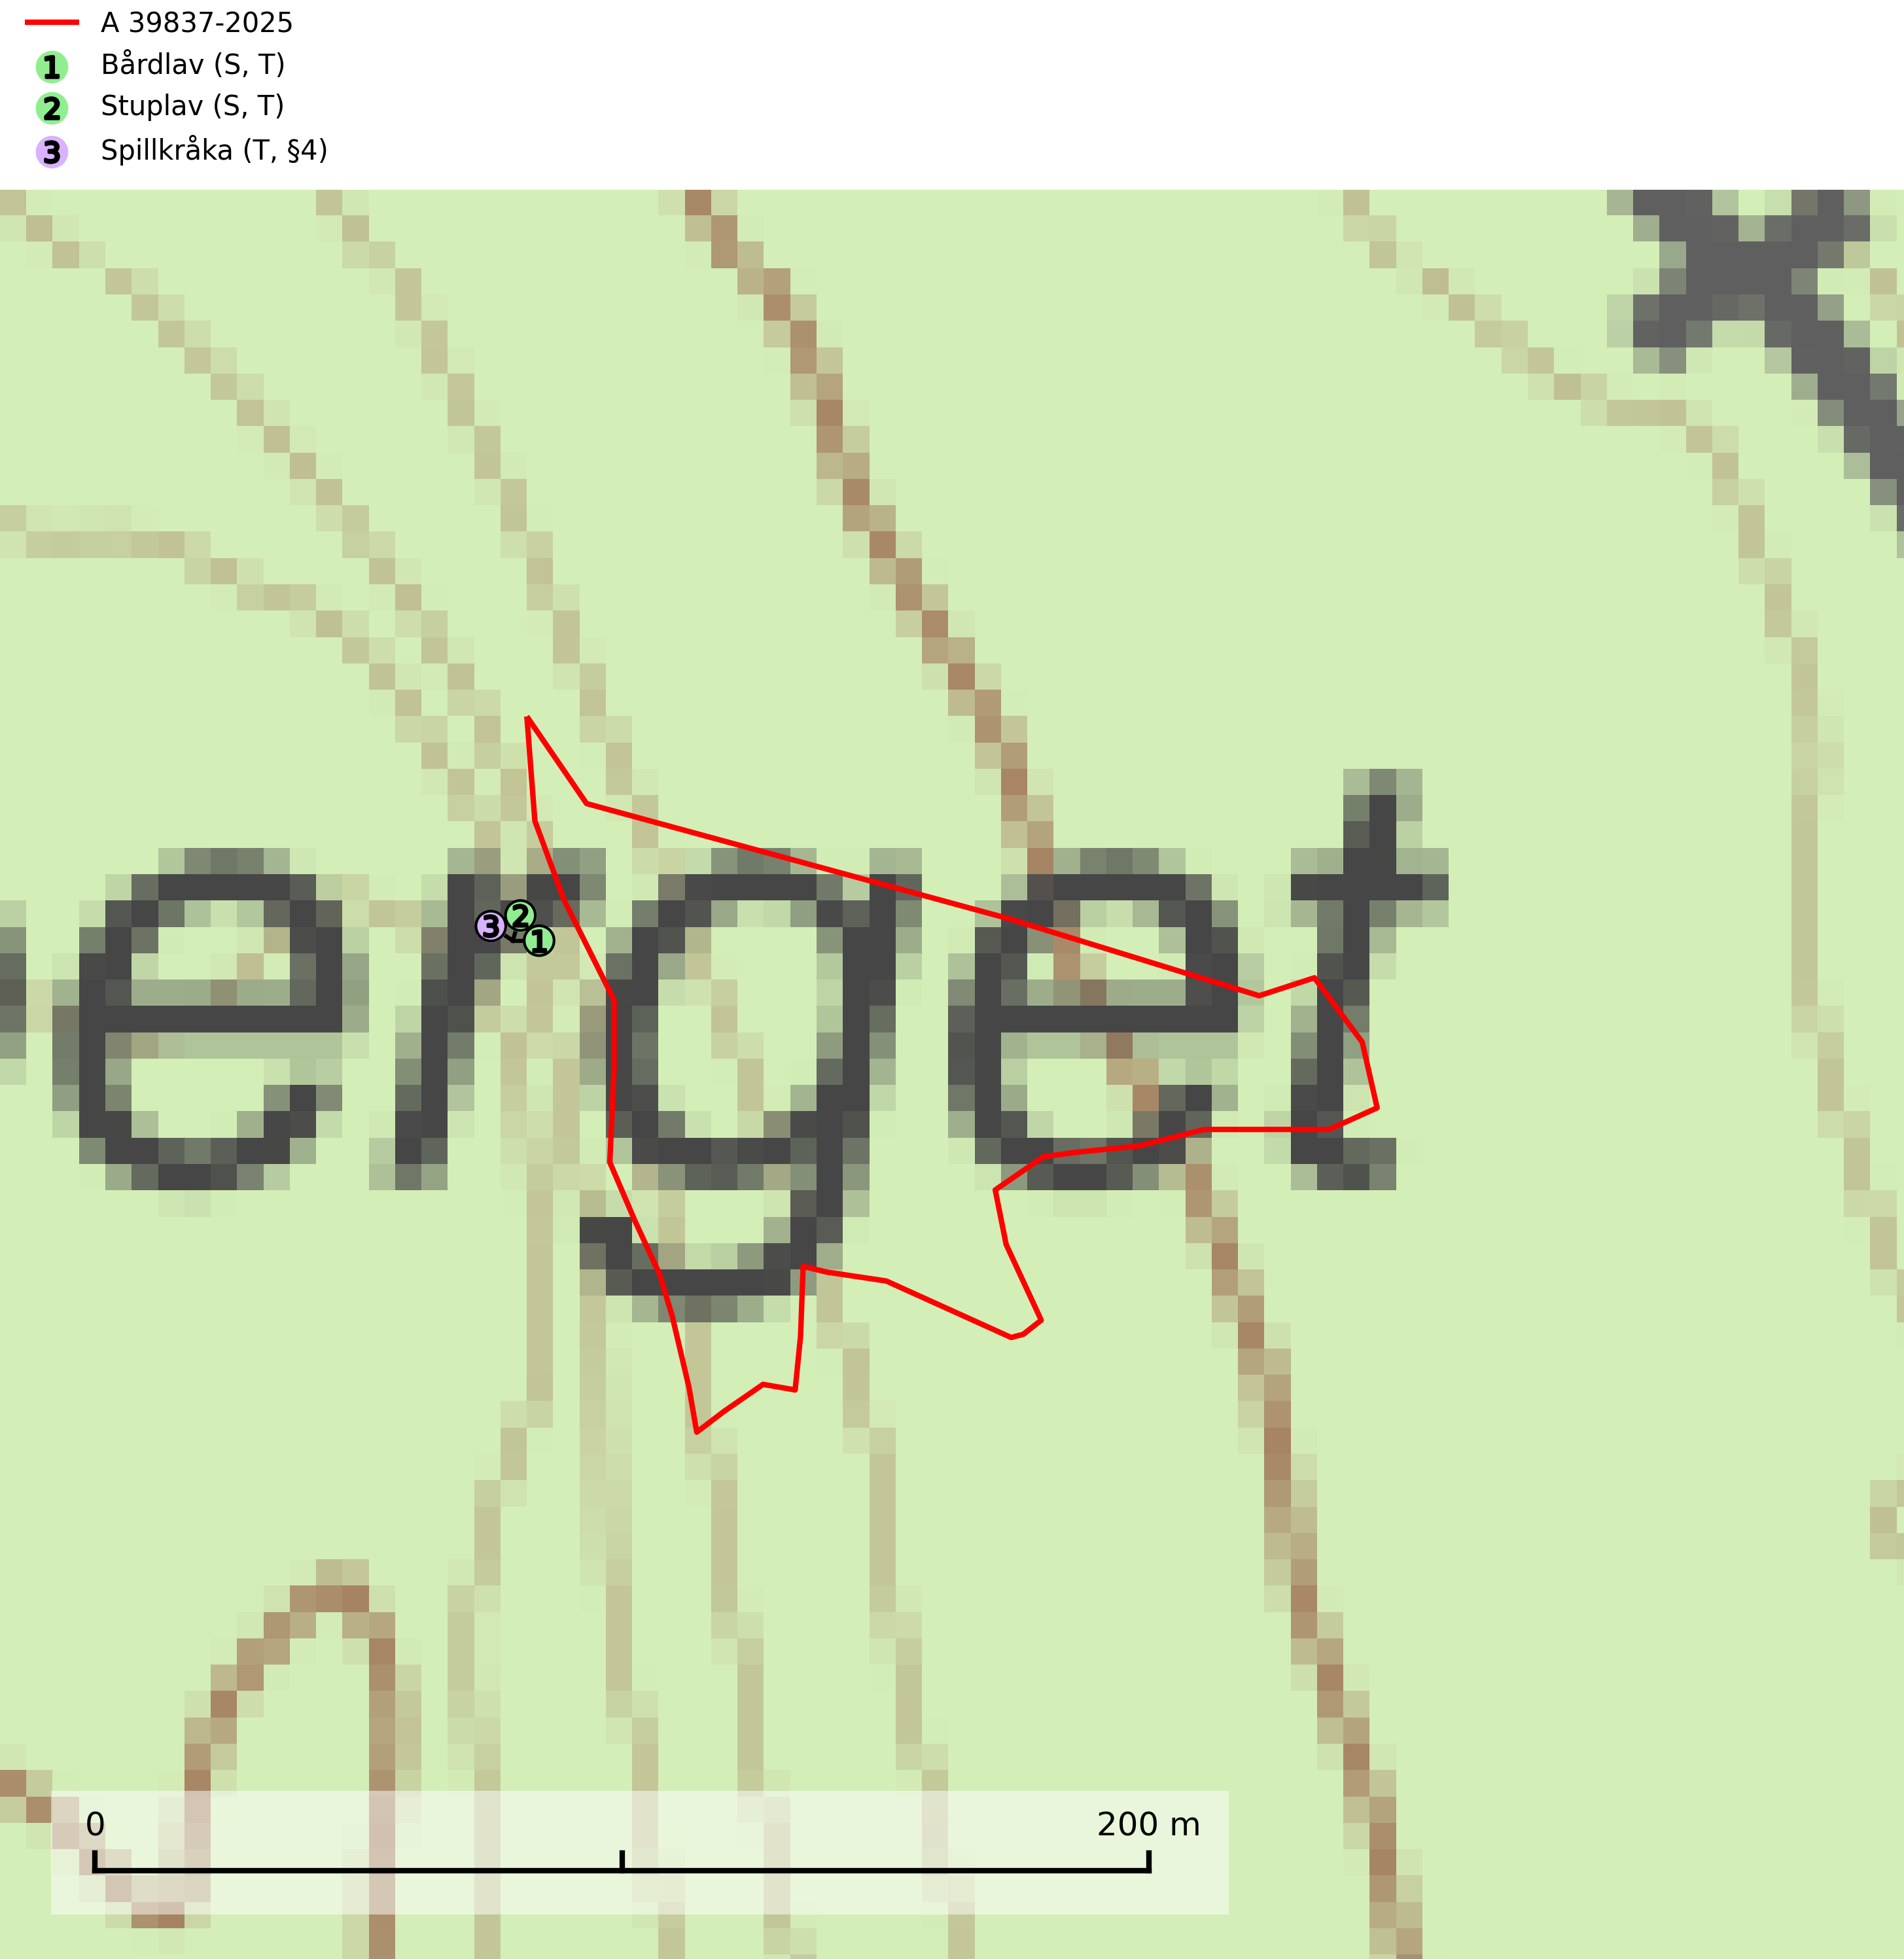 A 39837-2025
1 Bårdlav (S, T)
2 Stuplav (S, T)
3 Spillkråka (T, §4)
erget
3 2 1
0 200 m